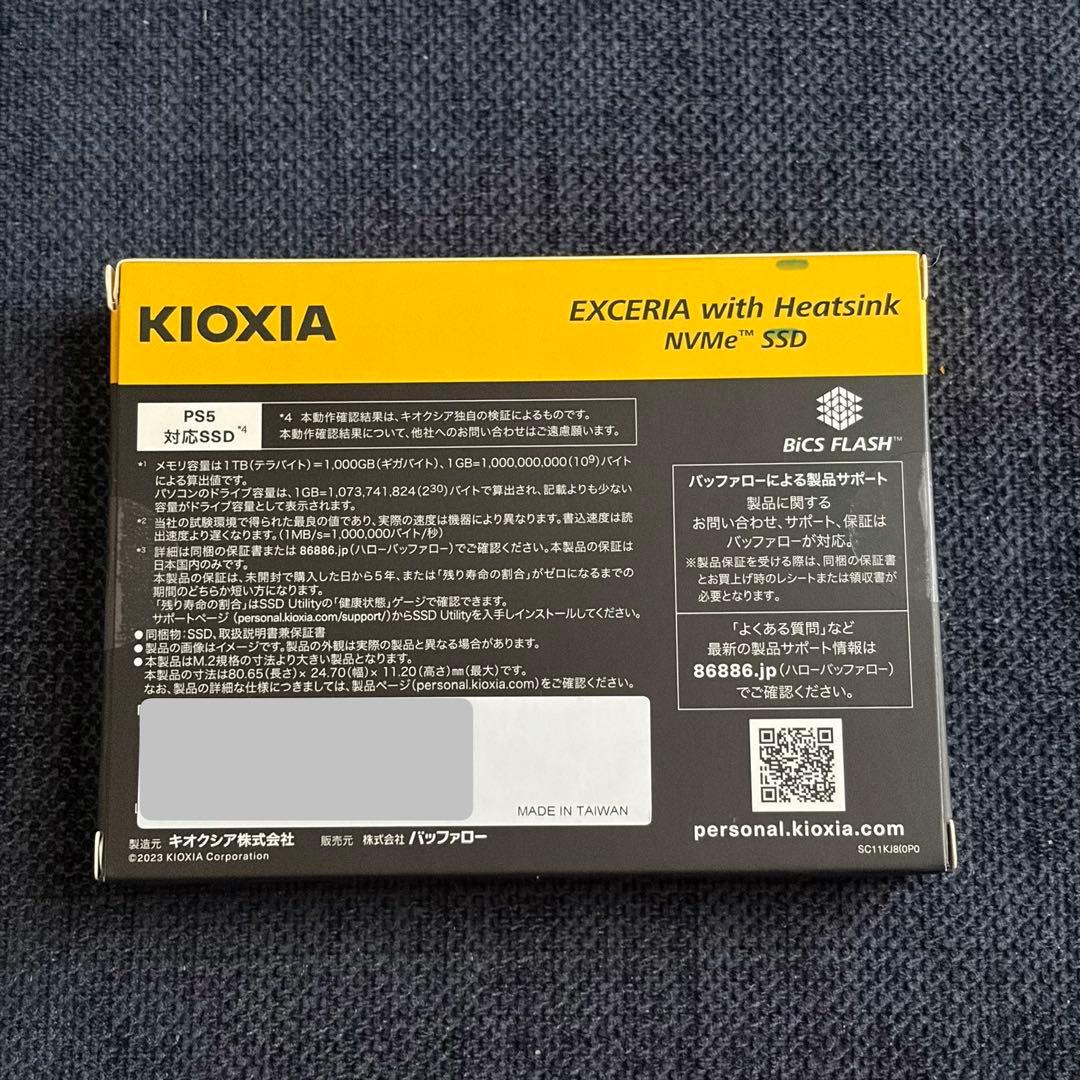 KIOXIA
EXCERIA with Heatsink
NVMe™ SSD
PS5
対応SSD*4
*4 本動作確認結果は、キオクシア独自の検証によるものです。
本動作確認結果について、他社へのお問い合わせはご遠慮願います。
BiCS FLASH™
*1 メモリ容量は1TB(テラバイト)=1,000GB(ギガバイト)、1GB=1,000,000,000(10⁹)バイト
による算出値です。
パソコンのドライブ容量は、1GB=1,073,741,824(2³⁰)バイトで算出され、記載よりも少ない
容量がドライブ容量として表示されます。
*2 当社の試験環境で得られた最良の値であり、実際の速度は機器により異なります。書込速度は読
出速度より遅くなります。(1MB/s=1,000,000バイト/秒)
*3 詳細は同梱の保証書または 86886.jp(ハローバッファロー)でご確認ください。本製品の保証は
日本国内のみです。
本製品の保証は、未開封で購入した日から5年、または「残り寿命の割合」がゼロになるまでの
期間のどちらか短い方になります。
「残り寿命の割合」はSSD Utilityの「健康状態」ゲージで確認できます。
サポートページ (personal.kioxia.com/support/)からSSD Utilityを入手しインストールしてください。
●同梱物:SSD、取扱説明書兼保証書
●製品の画像はイメージです。製品の外観は実際の製品と異なる場合があります。
●本製品はM.2規格の寸法より大きい製品となります。
本製品の寸法は80.65(長さ)× 24.70(幅)× 11.20(高さ)㎜(最大)です。
なお、製品の詳細な仕様につきましては、製品ページ(personal.kioxia.com)をご確認ください。
バッファローによる製品サポート
製品に関する
お問い合わせ、サポート、保証は
バッファローが対応。
※製品保証を受ける際は、同梱の保証書
とお買上げ時のレシートまたは領収書が
必要となります。
「よくある質問」など
最新の製品サポート情報は
86886.jp(ハローバッファロー)
でご確認ください。
MADE IN TAIWAN
personal.kioxia.com
製造元 キオクシア株式会社 販売元 株式会社 バッファロー
©2023 KIOXIA Corporation
SC11KJ8(0P0